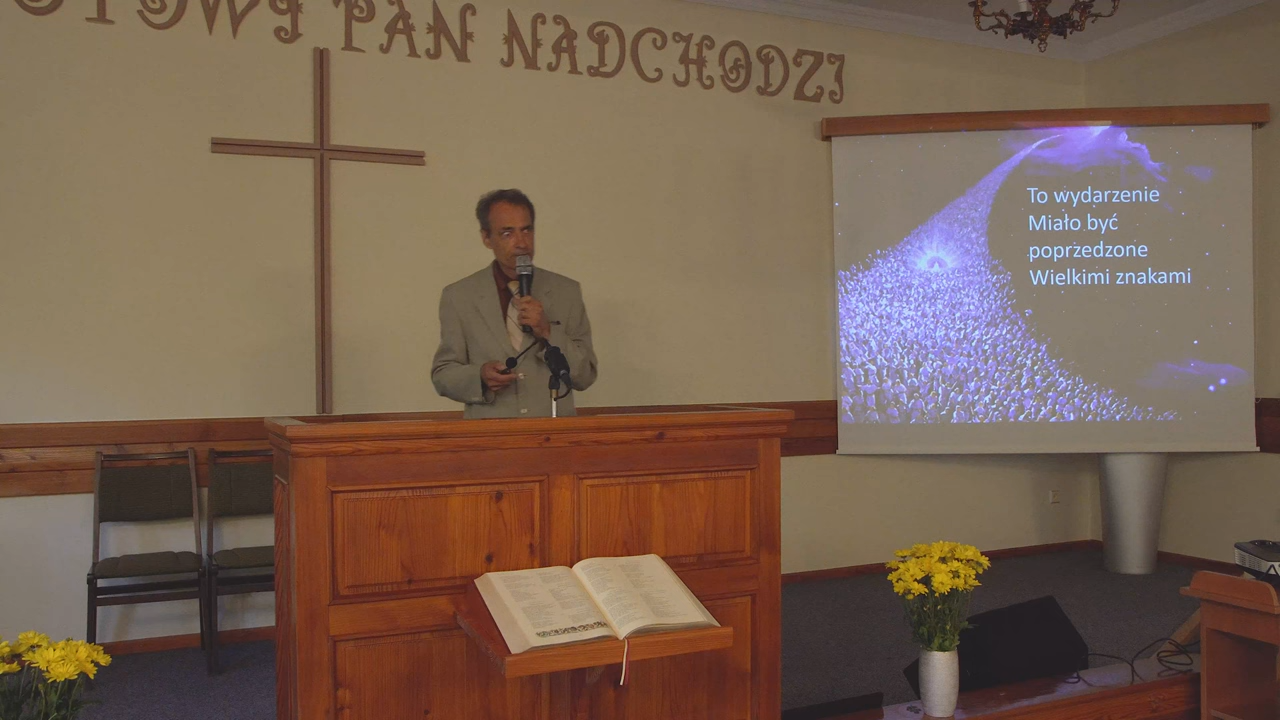 PAN NADCHODZI
To wydarzenie
Miało być
poprzedzone
Wielkimi znakami